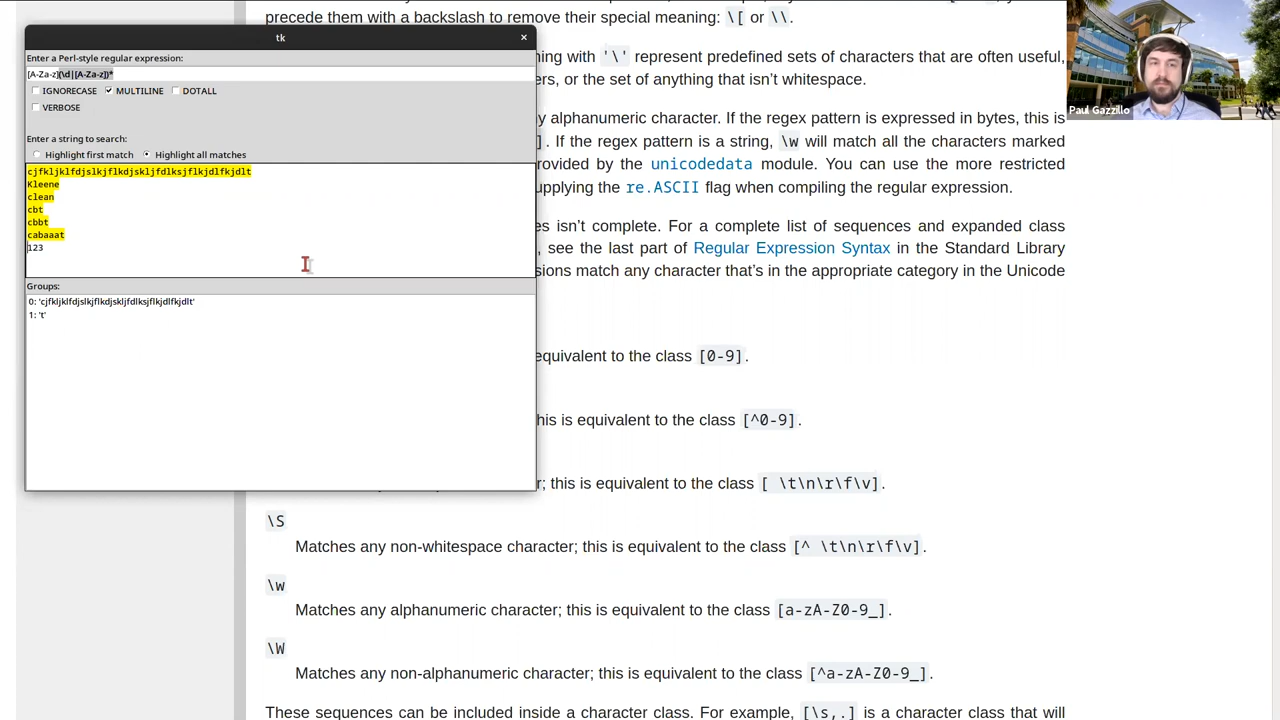 precede them with a backslash to remove their special meaning: \[ or \\.
tk
×
Enter a Perl-style regular expression:
[A-Za-z](\d|[A-Za-z])*
IGNORECASE MULTILINE DOTALL
VERBOSE
Enter a string to search:
Highlight first match Highlight all matches
cjfkljklfdjslkjflkdjskljfdlksjflkjdlfkjdlt
Kleene
clean
cbt
cbbt
cabaaat
123
Groups:
0: 'cjfkljklfdjslkjflkdjskljfdlksjflkjdlfkjdlt'
1: 't'
ning with '\' represent predefined sets of characters that are often useful,
ers, or the set of anything that isn't whitespace.
y alphanumeric character. If the regex pattern is expressed in bytes, this is
]. If the regex pattern is a string, \w will match all the characters marked
rovided by the unicodedata module. You can use the more restricted
upplying the re.ASCII flag when compiling the regular expression.
es isn't complete. For a complete list of sequences and expanded class
, see the last part of Regular Expression Syntax in the Standard Library
sions match any character that's in the appropriate category in the Unicode
equivalent to the class [0-9].
his is equivalent to the class [^0-9].
r; this is equivalent to the class [ \t\n\r\f\v].
\S
Matches any non-whitespace character; this is equivalent to the class [^ \t\n\r\f\v].
\w
Matches any alphanumeric character; this is equivalent to the class [a-zA-Z0-9_].
\W
Matches any non-alphanumeric character; this is equivalent to the class [^a-zA-Z0-9_].
These sequences can be included inside a character class. For example, [\s,.] is a character class that will
Paul Gazzillo